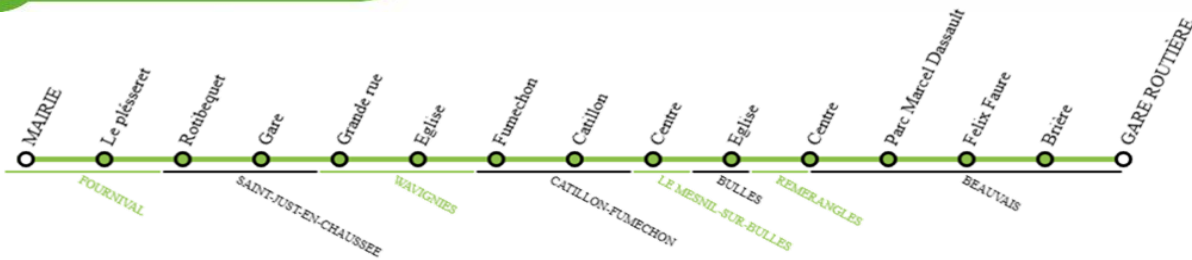 MAIRIE
Le plésseret
Rotibequet
Gare
Grande rue
Eglise
Fumechon
Catillon
Centre
Eglise
Centre
Parc Marcel Dassault
Felix Faure
Brière
GARE ROUTIÈRE
FOURNIVAL
SAINT-JUST-EN-CHAUSSEE
WAVIGNIES
CATILLON-FUMECHON
LE MESNIL-SUR-BULLES
BULLES
REMERANGLES
BEAUVAIS